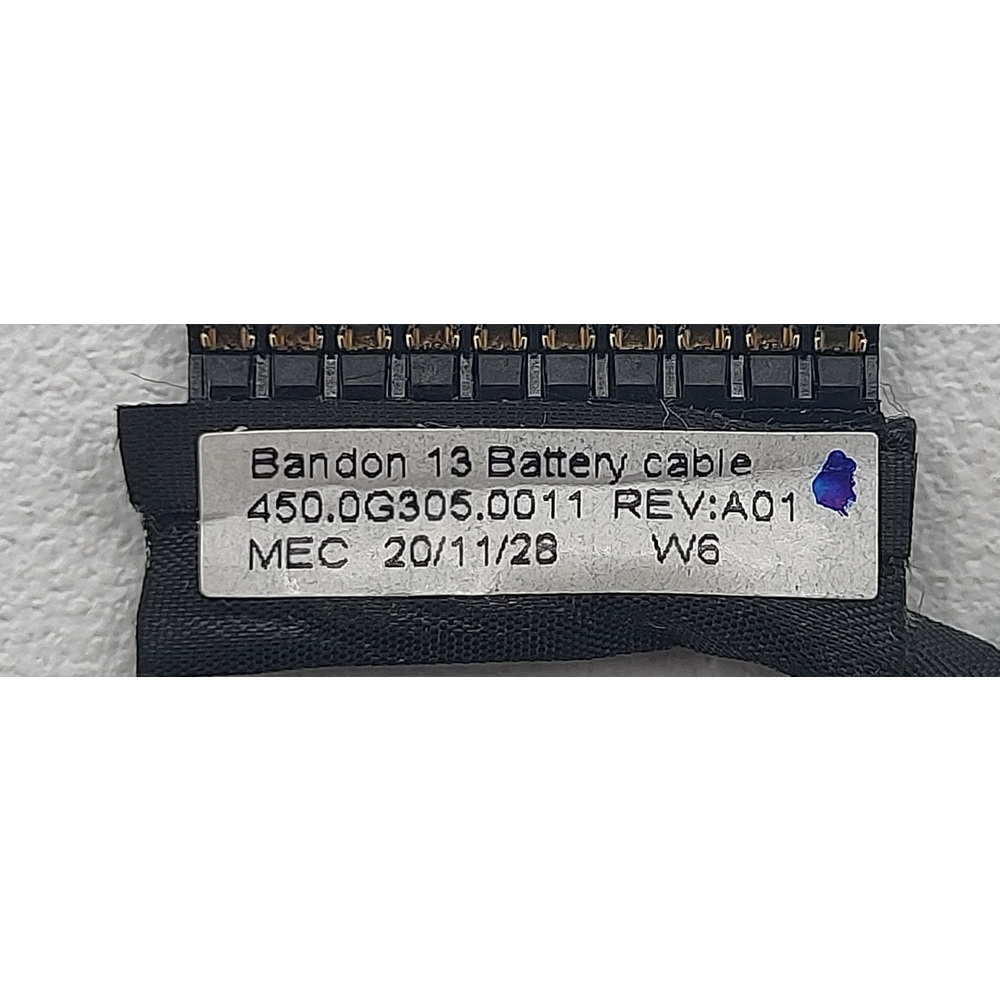 Bandon 13 Battery cable
450.0G305.0011 REV:A01
MEC 20/11/28 W6